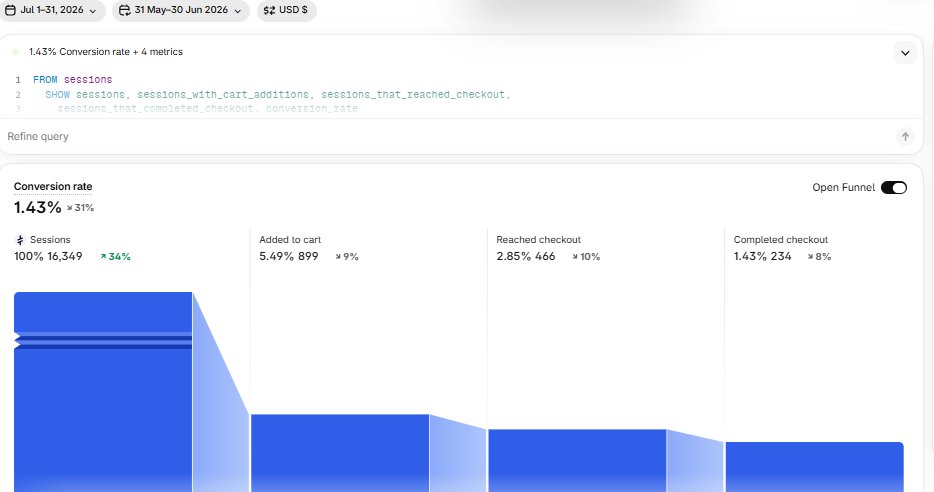 Jul 1–31, 2026 31 May–30 Jun 2026 USD $
1.43% Conversion rate + 4 metrics
1 FROM sessions
2 SHOW sessions, sessions_with_cart_additions, sessions_that_reached_checkout,
3 sessions_that_completed_checkout, conversion_rate
Refine query
Conversion rate
Open Funnel
1.43% 31%
Sessions Added to cart Reached checkout Completed checkout
100% 16,349 34% 5.49% 899 9% 2.85% 466 10% 1.43% 234 8%